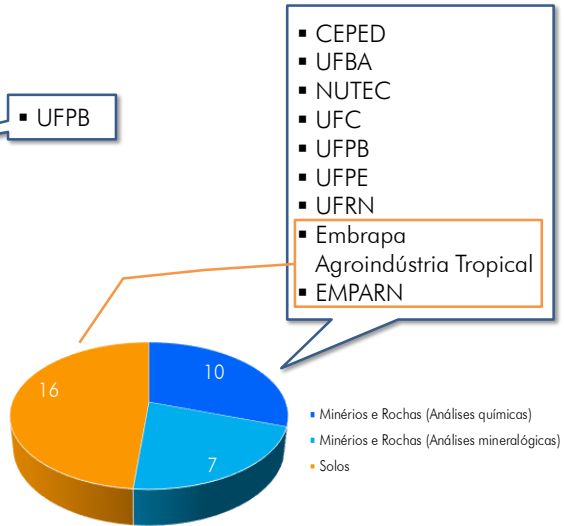 ▪ CEPED
▪ UFBA
▪ NUTEC
▪ UFC
▪ UFPB
▪ UFPE
▪ UFRN
▪ Embrapa
Agroindústria Tropical
▪ EMPARN
▪ UFPB
16
10
7
▪ Minérios e Rochas (Análises químicas)
▪ Minérios e Rochas (Análises mineralógicas)
▪ Solos